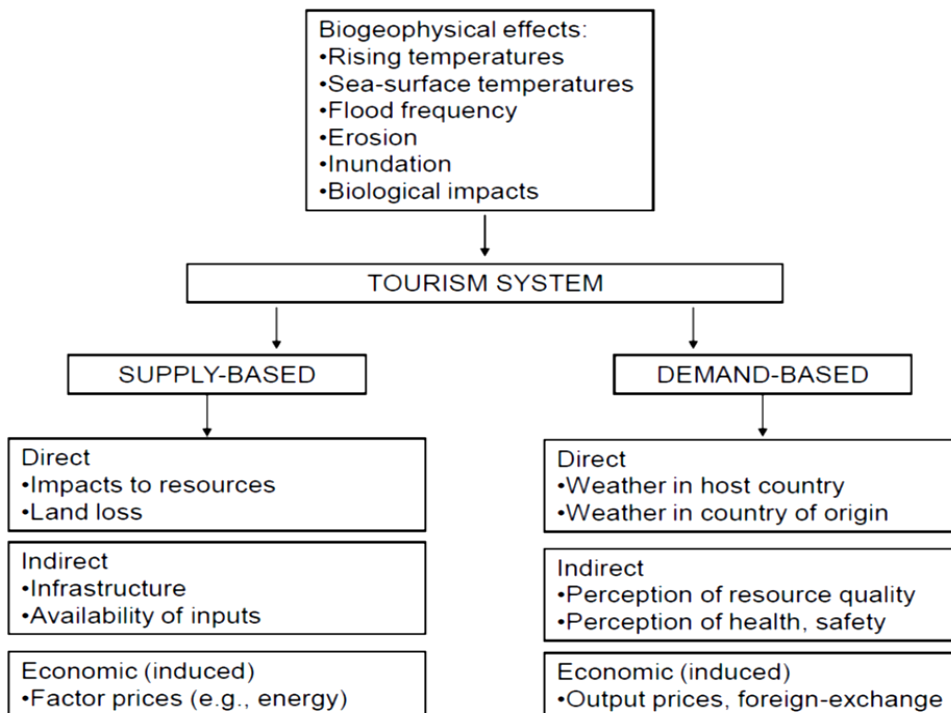 Biogeophysical effects:
•Rising temperatures
•Sea-surface temperatures
•Flood frequency
•Erosion
•Inundation
•Biological impacts
TOURISM SYSTEM
SUPPLY-BASED
DEMAND-BASED
Direct
•Impacts to resources
•Land loss
Direct
•Weather in host country
•Weather in country of origin
Indirect
•Infrastructure
•Availability of inputs
Indirect
•Perception of resource quality
•Perception of health, safety
Economic (induced)
•Factor prices (e.g., energy)
Economic (induced)
•Output prices, foreign-exchange